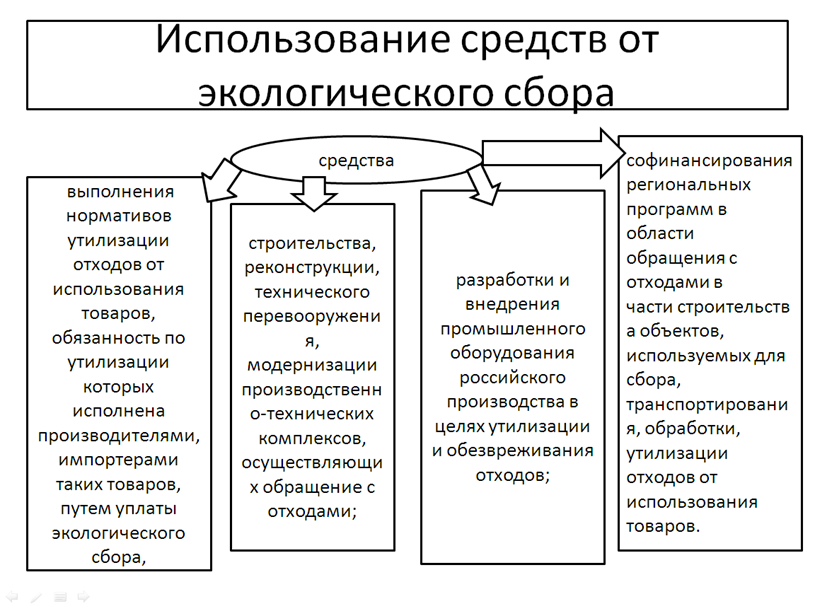 Использование средств от
экологического сбора
средства
выполнения
нормативов
утилизации
отходов от
использования
товаров,
обязанность по
утилизации
которых
исполнена
производителями,
импортерами
таких товаров,
путем уплаты
экологического
сбора,
строительства,
реконструкции,
технического
перевооружени
я,
модернизации
производственн
о-технических
комплексов,
осуществляющи
х обращение с
отходами;
разработки и
внедрения
промышленного
оборудования
российского
производства в
целях утилизации
и обезвреживания
отходов;
софинансирования
региональных
программ в
области
обращения с
отходами в
части строительств
а объектов,
используемых для
сбора,
транспортировани
я, обработки,
утилизации
отходов от
использования
товаров.